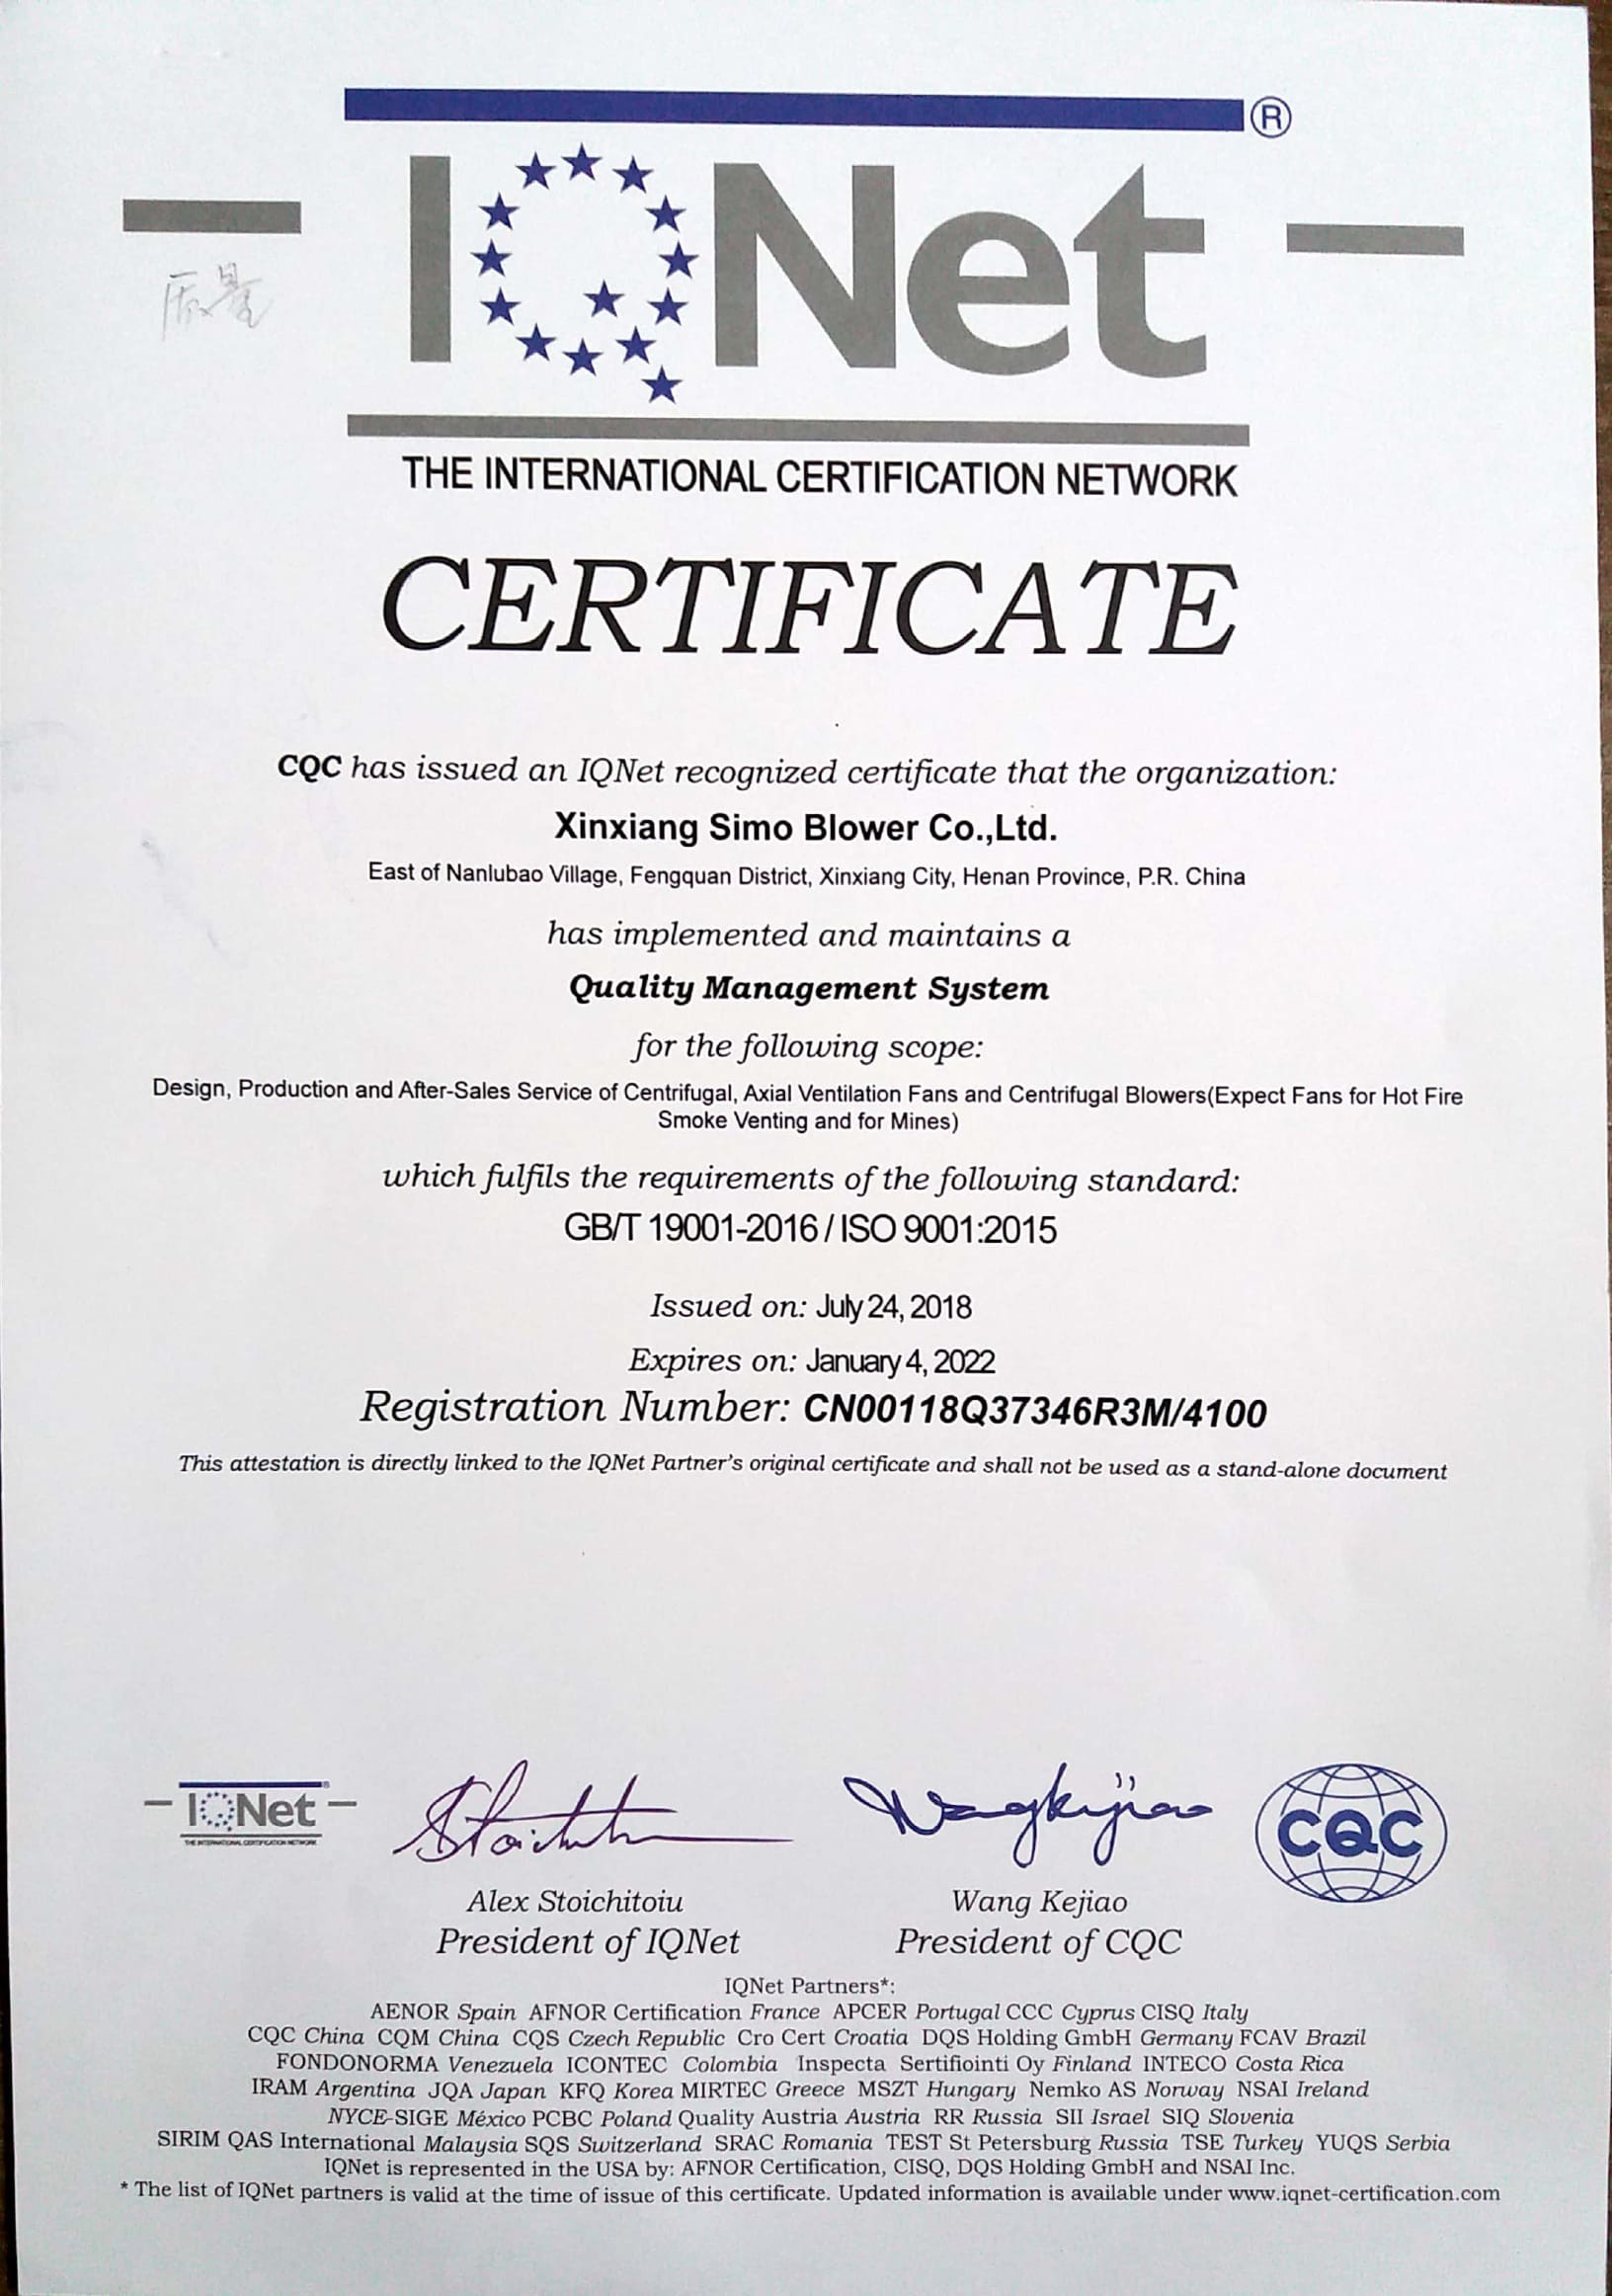 IQNet®
质量
THE INTERNATIONAL CERTIFICATION NETWORK
CERTIFICATE
CQC has issued an IQNet recognized certificate that the organization:
Xinxiang Simo Blower Co.,Ltd.
East of Nanlubao Village, Fengquan District, Xinxiang City, Henan Province, P.R. China
has implemented and maintains a
Quality Management System
for the following scope:
Design, Production and After-Sales Service of Centrifugal, Axial Ventilation Fans and Centrifugal Blowers(Expect Fans for Hot Fire
Smoke Venting and for Mines)
which fulfils the requirements of the following standard:
GB/T 19001-2016 / ISO 9001:2015
Issued on: July 24, 2018
Expires on: January 4, 2022
Registration Number: CN00118Q37346R3M/4100
This attestation is directly linked to the IQNet Partner's original certificate and shall not be used as a stand-alone document
IQNet®
THE INTERNATIONAL CERTIFICATION NETWORK
Stoichitoiu
Wangkejiao
CQC
Alex Stoichitoiu
President of IQNet
Wang Kejiao
President of CQC
IQNet Partners*:
AENOR Spain AFNOR Certification France APCER Portugal CCC Cyprus CISQ Italy
CQC China CQM China CQS Czech Republic Cro Cert Croatia DQS Holding GmbH Germany FCAV Brazil
FONDONORMA Venezuela ICONTEC Colombia Inspecta Sertifiointi Oy Finland INTECO Costa Rica
IRAM Argentina JQA Japan KFQ Korea MIRTEC Greece MSZT Hungary Nemko AS Norway NSAI Ireland
NYCE-SIGE México PCBC Poland Quality Austria Austria RR Russia SII Israel SIQ Slovenia
SIRIM QAS International Malaysia SQS Switzerland SRAC Romania TEST St Petersburg Russia TSE Turkey YUQS Serbia
IQNet is represented in the USA by: AFNOR Certification, CISQ, DQS Holding GmbH and NSAI Inc.
* The list of IQNet partners is valid at the time of issue of this certificate. Updated information is available under www.iqnet-certification.com